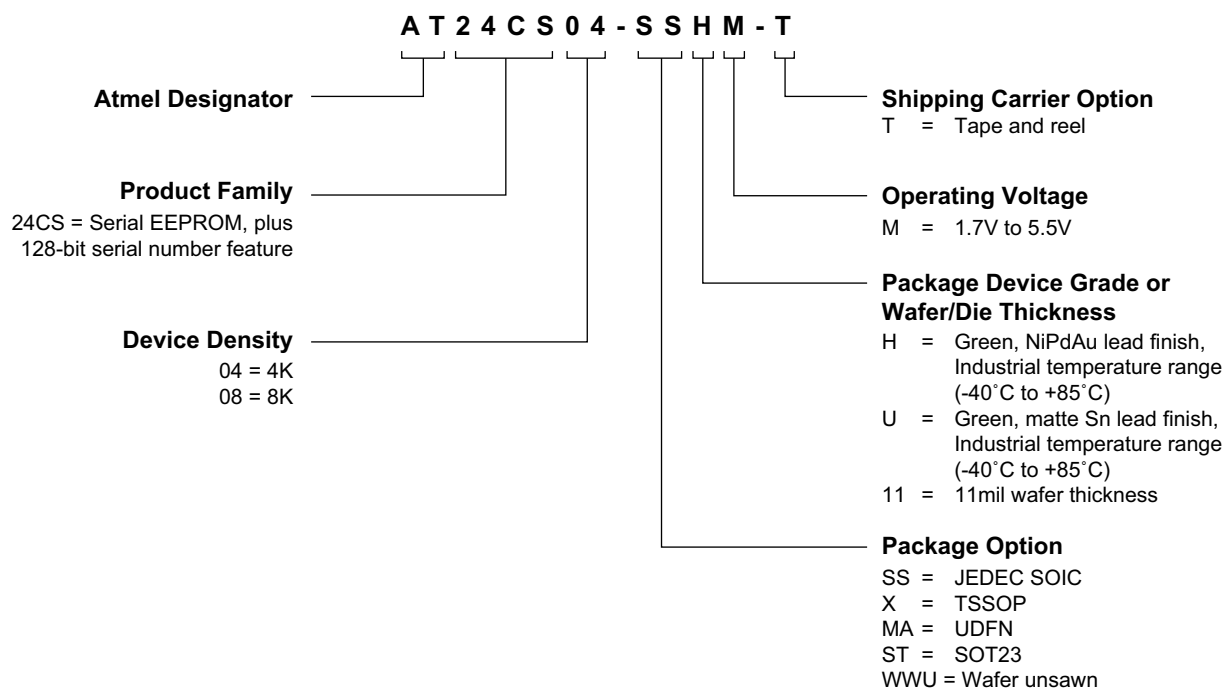 AT24CS04-SSHM-T
Atmel Designator
Product Family
24CS = Serial EEPROM, plus
128-bit serial number feature
Device Density
04 = 4K
08 = 8K
Shipping Carrier Option
T = Tape and reel
Operating Voltage
M = 1.7V to 5.5V
Package Device Grade or
Wafer/Die Thickness
H = Green, NiPdAu lead finish,
Industrial temperature range
(-40˚C to +85˚C)
U = Green, matte Sn lead finish,
Industrial temperature range
(-40˚C to +85˚C)
11 = 11mil wafer thickness
Package Option
SS = JEDEC SOIC
X = TSSOP
MA = UDFN
ST = SOT23
WWU = Wafer unsawn